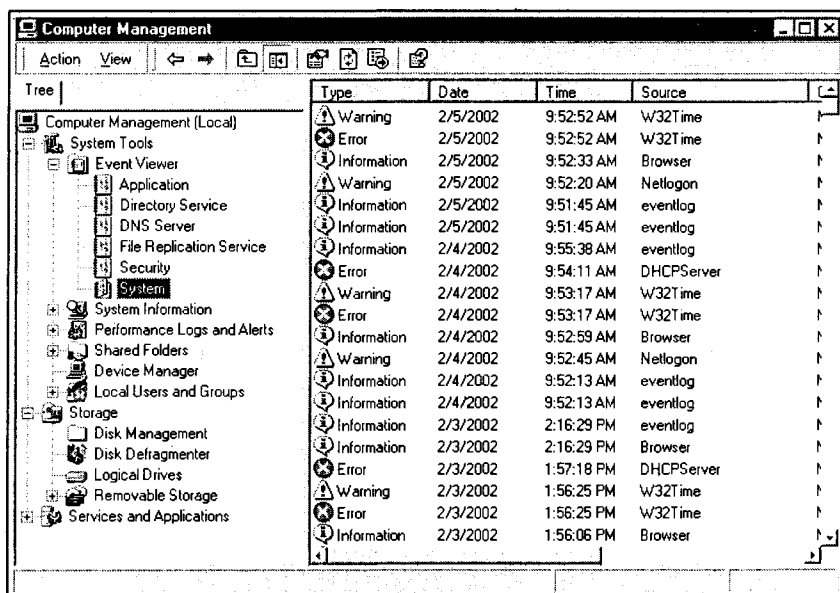 Computer Management
Action View
Tree
Computer Management (Local)
System Tools
Event Viewer
Application
Directory Service
DNS Server
File Replication Service
Security
System
System Information
Performance Logs and Alerts
Shared Folders
Device Manager
Local Users and Groups
Storage
Disk Management
Disk Defragmenter
Logical Drives
Removable Storage
Services and Applications
Type Date Time Source
Warning 2/5/2002 9:52:52 AM W32Time
Error 2/5/2002 9:52:52 AM W32Time
Information 2/5/2002 9:52:33 AM Browser
Warning 2/5/2002 9:52:20 AM Netlogon
Information 2/5/2002 9:51:45 AM eventlog
Information 2/5/2002 9:51:45 AM eventlog
Information 2/4/2002 9:55:38 AM eventlog
Error 2/4/2002 9:54:11 AM DHCPServer
Warning 2/4/2002 9:53:17 AM W32Time
Error 2/4/2002 9:53:17 AM W32Time
Information 2/4/2002 9:52:59 AM Browser
Warning 2/4/2002 9:52:45 AM Netlogon
Information 2/4/2002 9:52:13 AM eventlog
Information 2/4/2002 9:52:13 AM eventlog
Information 2/3/2002 2:16:29 PM eventlog
Information 2/3/2002 2:16:29 PM Browser
Error 2/3/2002 1:57:18 PM DHCPServer
Warning 2/3/2002 1:56:25 PM W32Time
Error 2/3/2002 1:56:25 PM W32Time
Information 2/3/2002 1:56:06 PM Browser